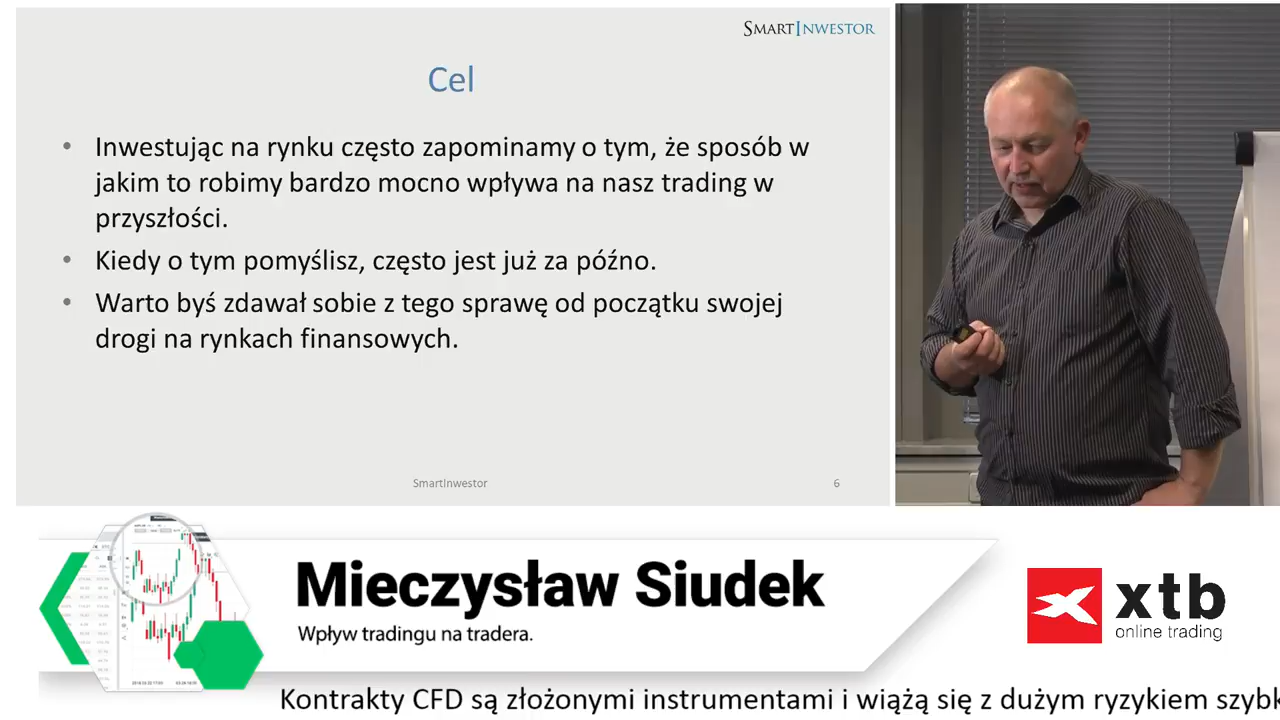 SMARTINWESTOR
Cel
• Inwestując na rynku często zapominamy o tym, że sposób w
jakim to robimy bardzo mocno wpływa na nasz trading w
przyszłości.
• Kiedy o tym pomyślisz, często jest już za późno.
• Warto byś zdawał sobie z tego sprawę od początku swojej
drogi na rynkach finansowych.
SmartInwestor
6
Mieczysław Siudek
Wpływ tradingu na tradera.
xtb
online trading
Kontrakty CFD są złożonymi instrumentami i wiążą się z dużym ryzykiem